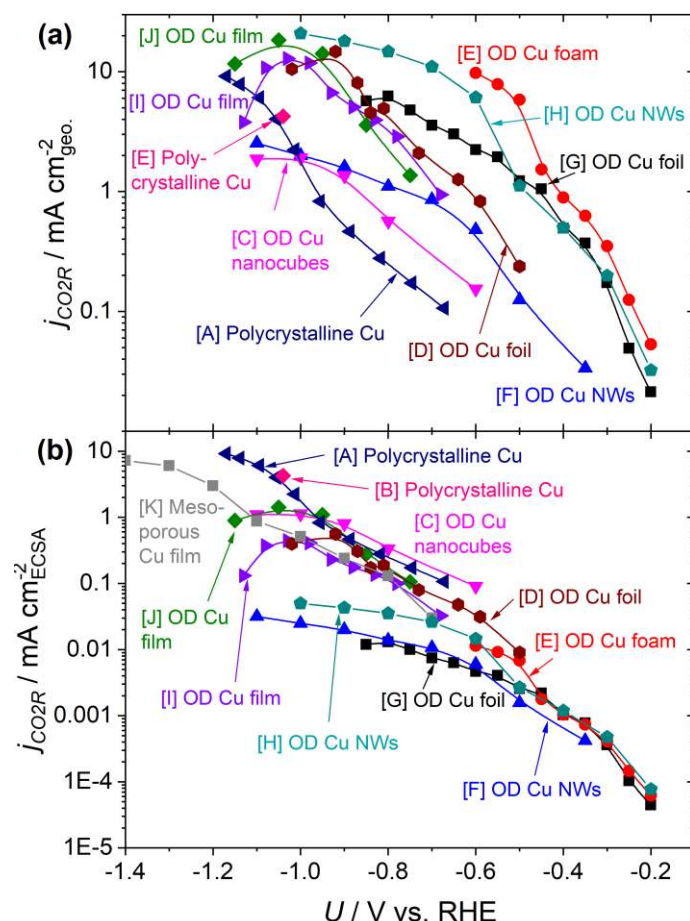 (a)
[J] OD Cu film
[E] OD Cu foam
[I] OD Cu
film
[H] OD Cu NWs
[E] Poly-
crystalline Cu
[G] OD Cu foil
[C] OD Cu
nanocubes
[A] Polycrystalline Cu
[D] OD Cu foil
[F] OD Cu NWs
10
1
0.1
jCO2R / mA cm-2geo.
(b)
[A] Polycrystalline Cu
[K] Meso-
porous
Cu film
[B] Polycrystalline Cu
[C] OD Cu
nanocubes
[J] OD Cu
film
[D] OD Cu foil
[E] OD Cu foam
[I] OD Cu film
[G] OD Cu foil
[H] OD Cu NWs
[F] OD Cu NWs
10
1
0.1
0.01
0.001
1E-4
1E-5
jCO2R / mA cm-2ECSA
-1.4 -1.2 -1.0 -0.8 -0.6 -0.4 -0.2
U / V vs. RHE